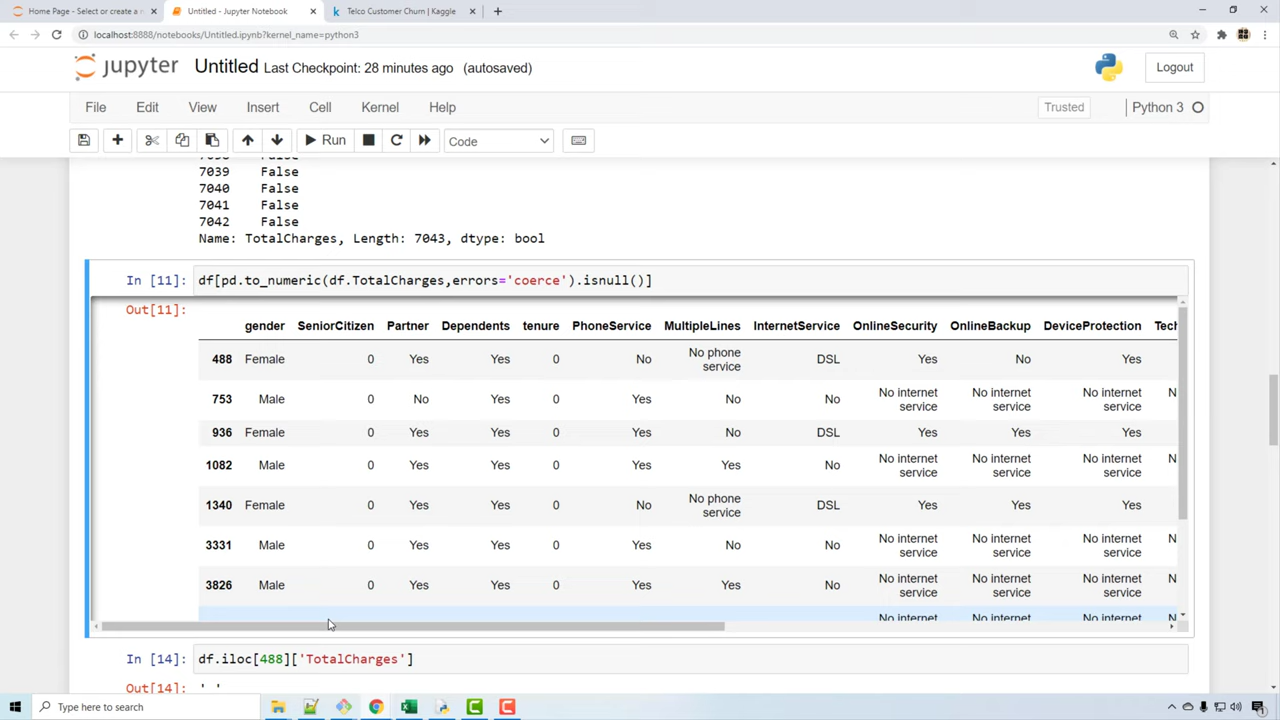 Home Page - Select or create a n
Untitled - Jupyter Notebook
Telco Customer Churn | Kaggle
localhost:8888/notebooks/Untitled.ipynb?kernel_name=python3
jupyter Untitled Last Checkpoint: 28 minutes ago (autosaved)
Logout
File Edit View Insert Cell Kernel Help
Trusted
Python 3
Run
Code
7038 False
7039 False
7040 False
7041 False
7042 False
Name: TotalCharges, Length: 7043, dtype: bool
In [11]: df[pd.to_numeric(df.TotalCharges,errors='coerce').isnull()]
Out[11]:
gender SeniorCitizen Partner Dependents tenure PhoneService MultipleLines InternetService OnlineSecurity OnlineBackup DeviceProtection Tech
488 Female 0 Yes Yes 0 No No phone service DSL Yes No Yes
753 Male 0 No Yes 0 Yes No No No internet service No internet service No internet service N
936 Female 0 Yes Yes 0 Yes No DSL Yes Yes Yes
1082 Male 0 Yes Yes 0 Yes Yes No No internet service No internet service No internet service N
1340 Female 0 Yes Yes 0 No No phone service DSL Yes Yes Yes
3331 Male 0 Yes Yes 0 Yes No No No internet service No internet service No internet service N
3826 Male 0 Yes Yes 0 Yes Yes No No internet service No internet service No internet service N
No internet No internet No internet
In [14]: df.iloc[488]['TotalCharges']
Out[14]: ' '
Type here to search